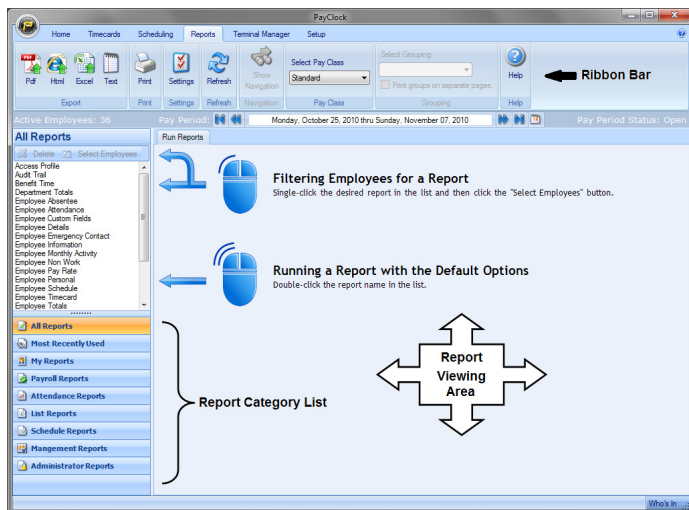 PayClock
Home Timecards Scheduling Reports Terminal Manager Setup
Select Pay Class
Select Grouping
Pdf Html Excel Text Print Settings Refresh Show Navigation Standard Print groups on separate pages. Help
Ribbon Bar
Export Print Settings Refresh Navigation Pay Class Grouping Help
Active Employees: 36 Pay Period: Monday, October 25, 2010 thru Sunday, November 07, 2010 Pay Period Status: Open
All Reports
Run Reports
Delete Select Employees
Access Profile
Audit Trail
Benefit Time
Department Totals
Employee Absentee
Employee Attendance
Employee Custom Fields
Employee Details
Employee Emergency Contact
Employee Information
Employee Monthly Activity
Employee Non Work
Employee Pay Rate
Employee Personal
Employee Schedule
Employee Timecard
Employee Totals
Filtering Employees for a Report
Single-click the desired report in the list and then click the "Select Employees" button.
Running a Report with the Default Options
Double-click the report name in the list.
All Reports
Most Recently Used
My Reports
Payroll Reports
Attendance Reports
List Reports
Schedule Reports
Mangement Reports
Administrator Reports
Report Category List
Report
Viewing
Area
Who's In